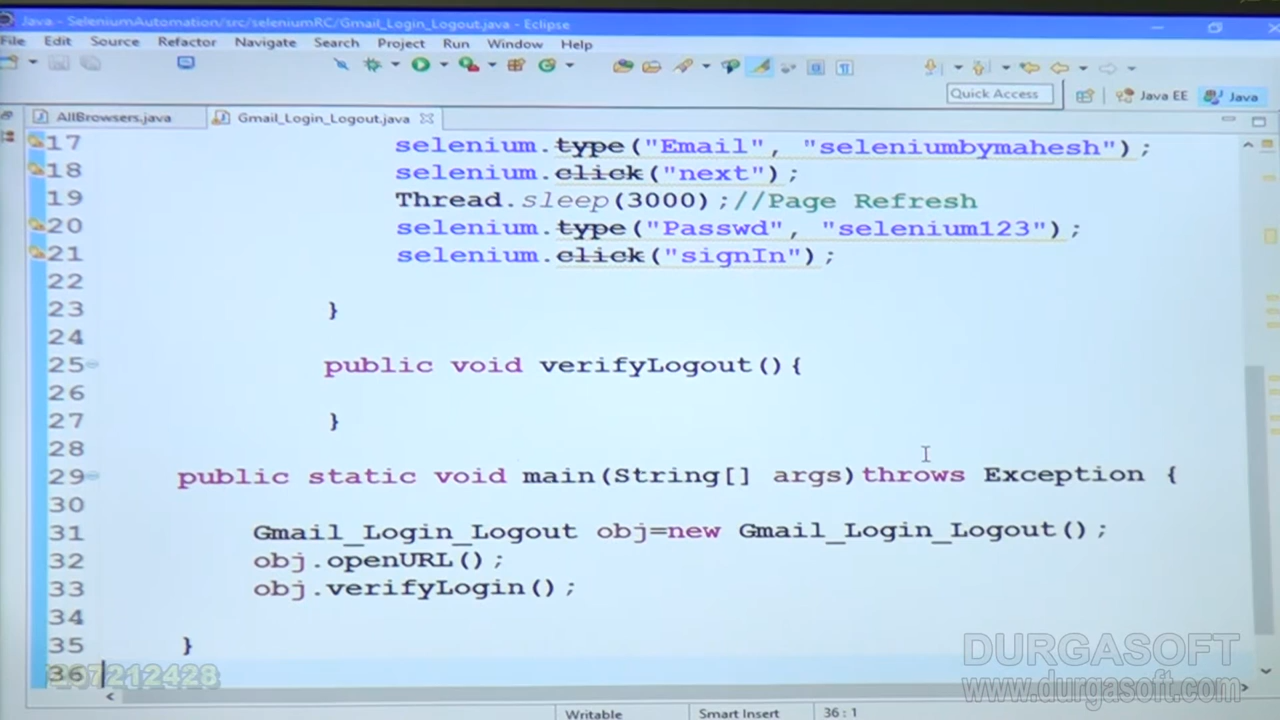 Java - SeleniumAutomation/src/seleniumRC/Gmail_Login_Logout.java - Eclipse
File Edit Source Refactor Navigate Search Project Run Window Help
Quick Access Java EE Java
AllBrowsers.java Gmail_Login_Logout.java
17 selenium.type("Email", "seleniumbymahesh");
18 selenium.click("next");
19 Thread.sleep(3000);//Page Refresh
20 selenium.type("Passwd", "selenium123");
21 selenium.click("signIn");
22
23 }
24
25 public void verifyLogout(){
26
27 }
28
29 public static void main(String[] args)throws Exception {
30
31 Gmail_Login_Logout obj=new Gmail_Login_Logout();
32 obj.openURL();
33 obj.verifyLogin();
34
35 }
36
DURGASOFT
www.durgasoft.com
Writable Smart Insert 36 : 1